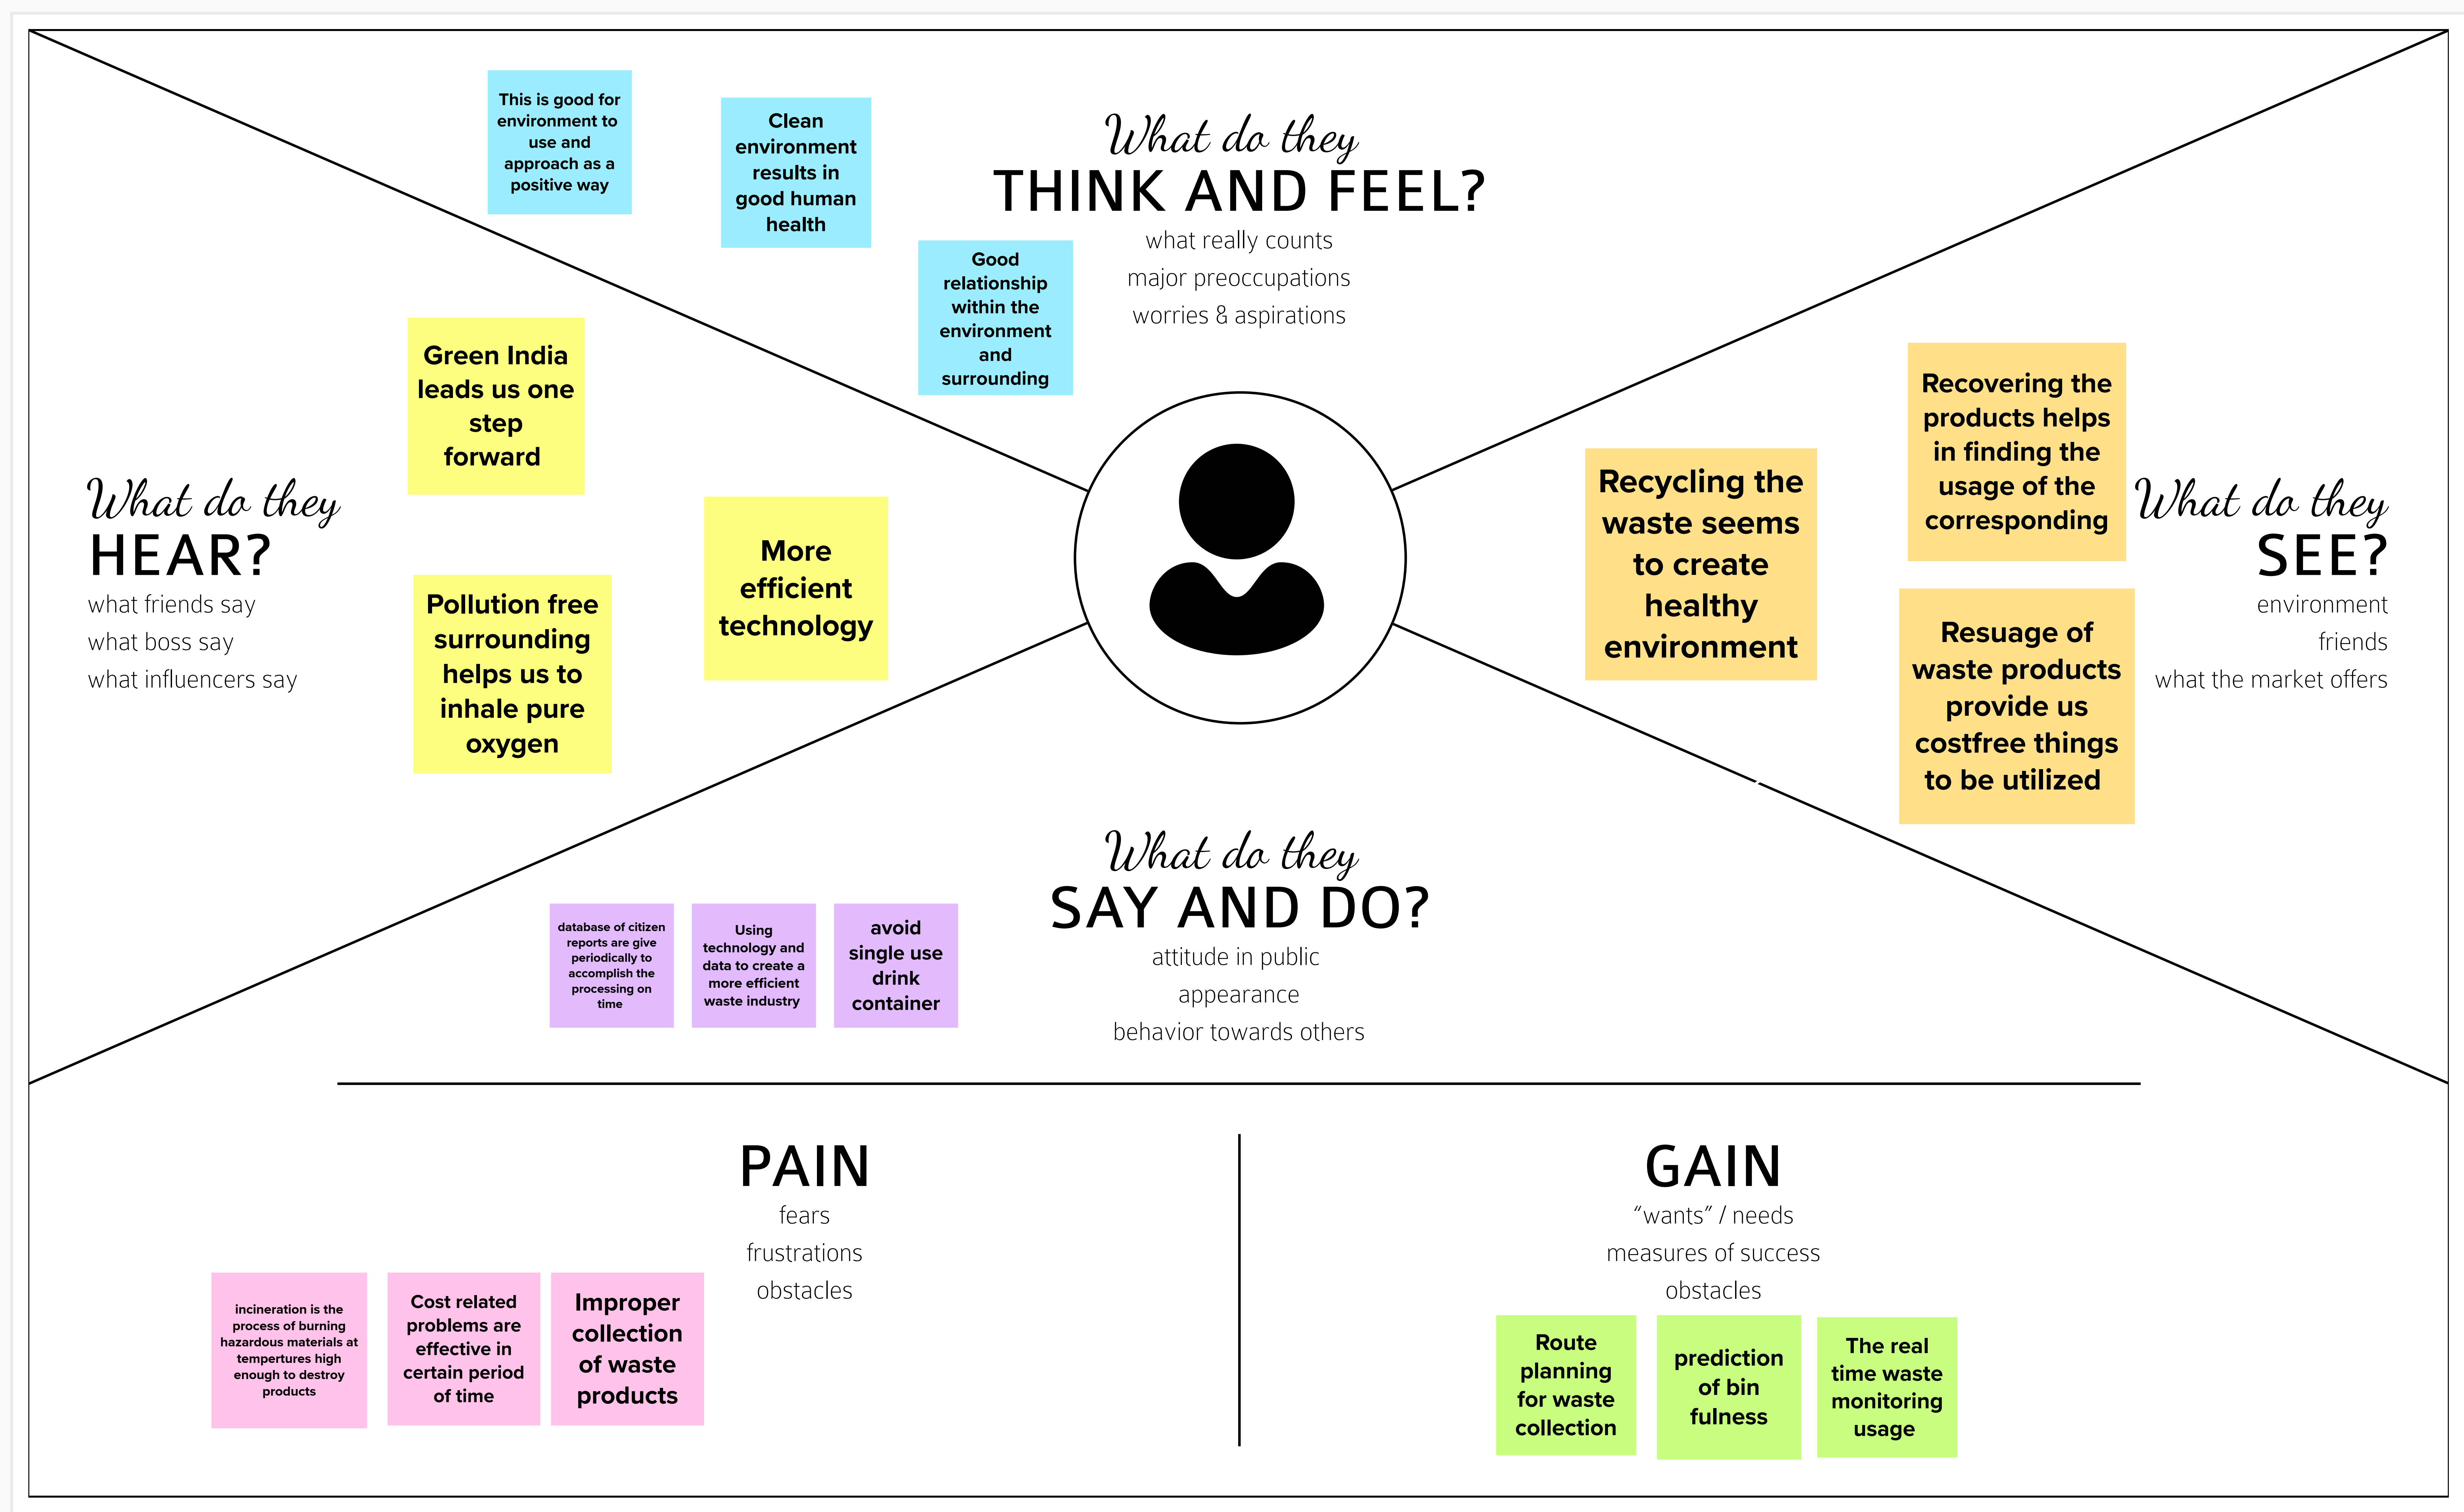 This is good for
environment to
use and
approach as a
positive way
Clean
environment
results in
good human
health
Good
relationship
within the
environment
and
surrounding
What do they
THINK AND FEEL?
what really counts
major preoccupations
worries & aspirations
Green India
leads us one
step
forward
Pollution free
surrounding
helps us to
inhale pure
oxygen
More
efficient
technology
What do they
HEAR?
what friends say
what boss say
what influencers say
Recycling the
waste seems
to create
healthy
environment
Recovering the
products helps
in finding the
usage of the
corresponding
Resuage of
waste products
provide us
costfree things
to be utilized
What do they
SEE?
environment
friends
what the market offers
What do they
SAY AND DO?
attitude in public
appearance
behavior towards others
database of citizen
reports are give
periodically to
accomplish the
processing on
time
Using
technology and
data to create a
more efficient
waste industry
avoid
single use
drink
container
PAIN
fears
frustrations
obstacles
incineration is the
process of burning
hazardous materials at
tempertures high
enough to destroy
products
Cost related
problems are
effective in
certain period
of time
Improper
collection
of waste
products
GAIN
“wants” / needs
measures of success
obstacles
Route
planning
for waste
collection
prediction
of bin
fulness
The real
time waste
monitoring
usage